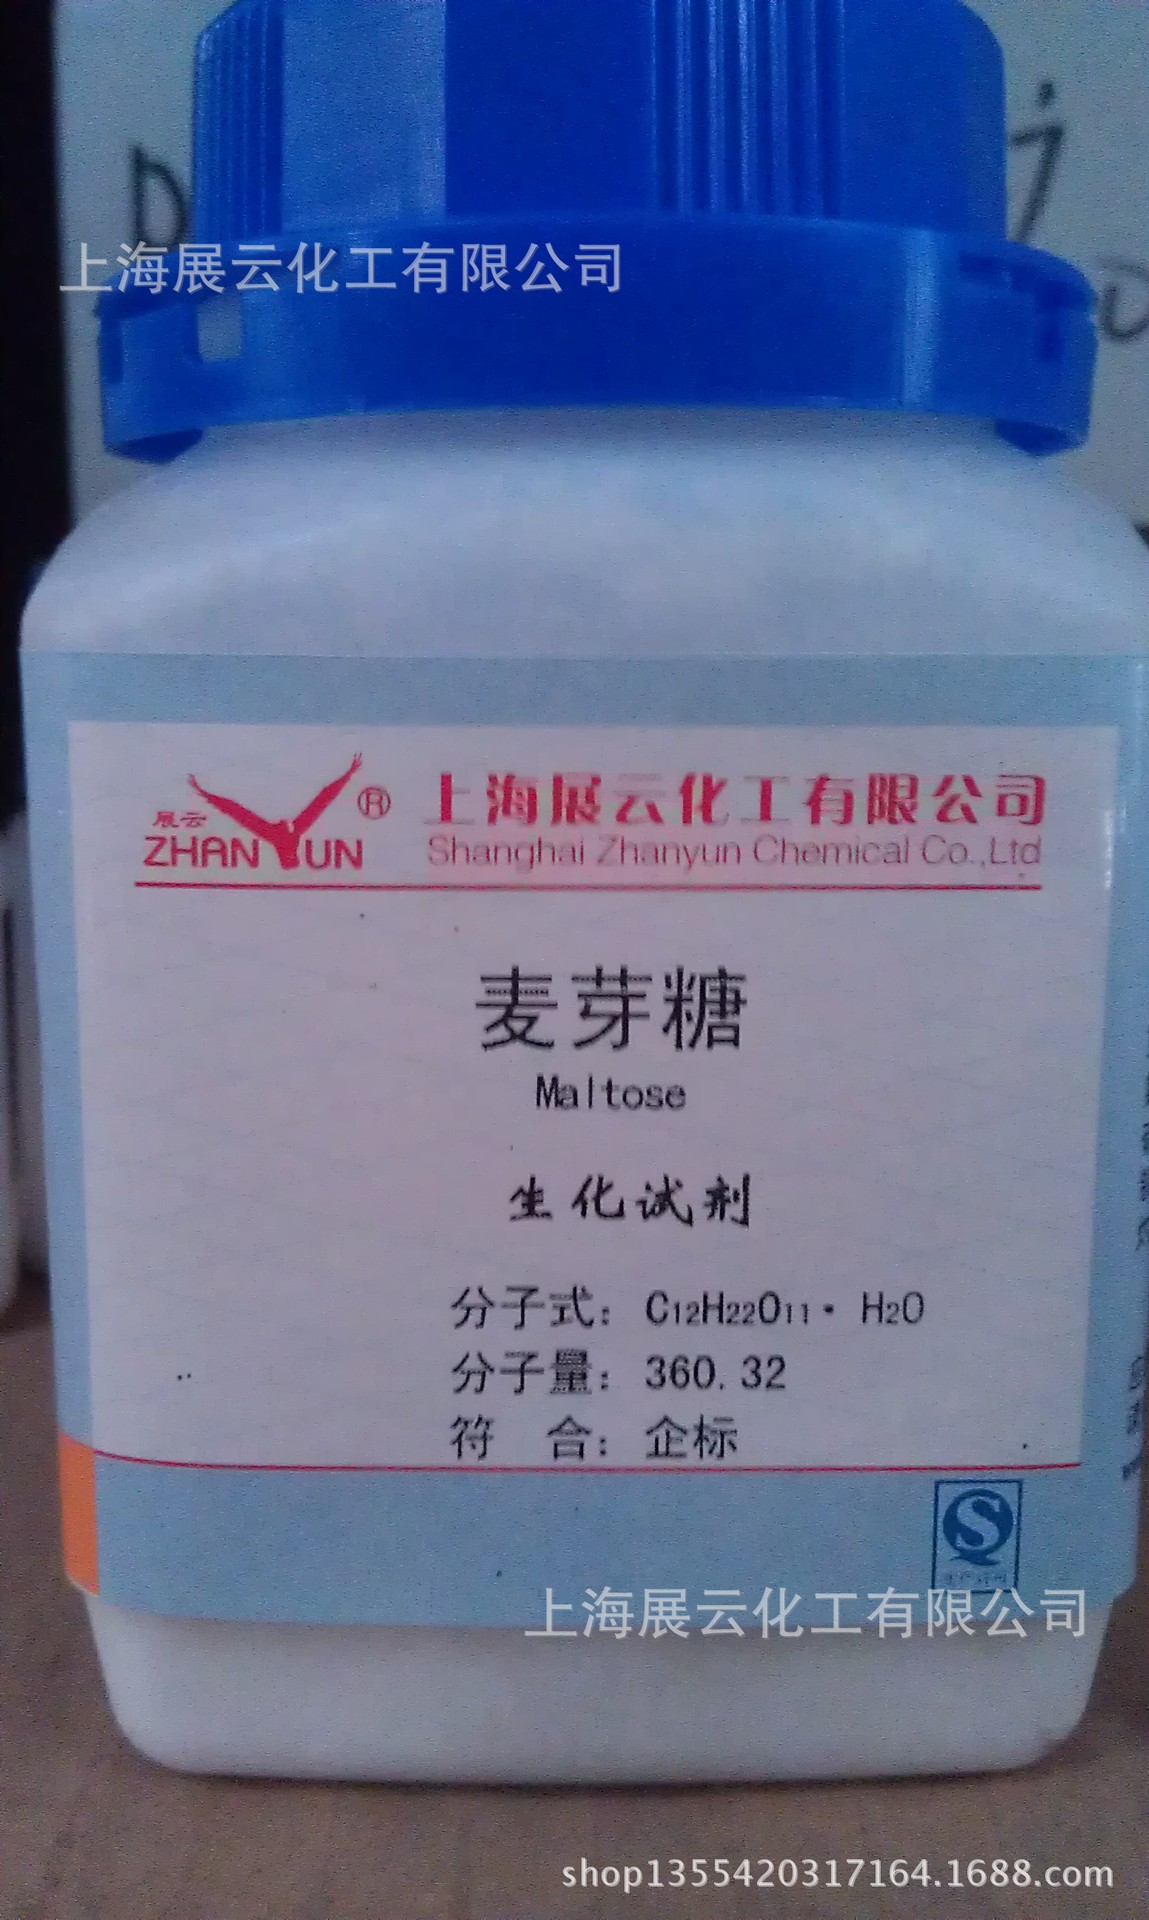 上海展云化工有限公司
展云
ZHANYUN ®
上海展云化工有限公司
Shanghai Zhanyun Chemical Co.,Ltd
麦芽糖
Maltose
生化试剂
分子式：C12H22O11·H2O
分子量：360.32
符 合：企标
上海展云化工有限公司
shop1355420317164.1688.com